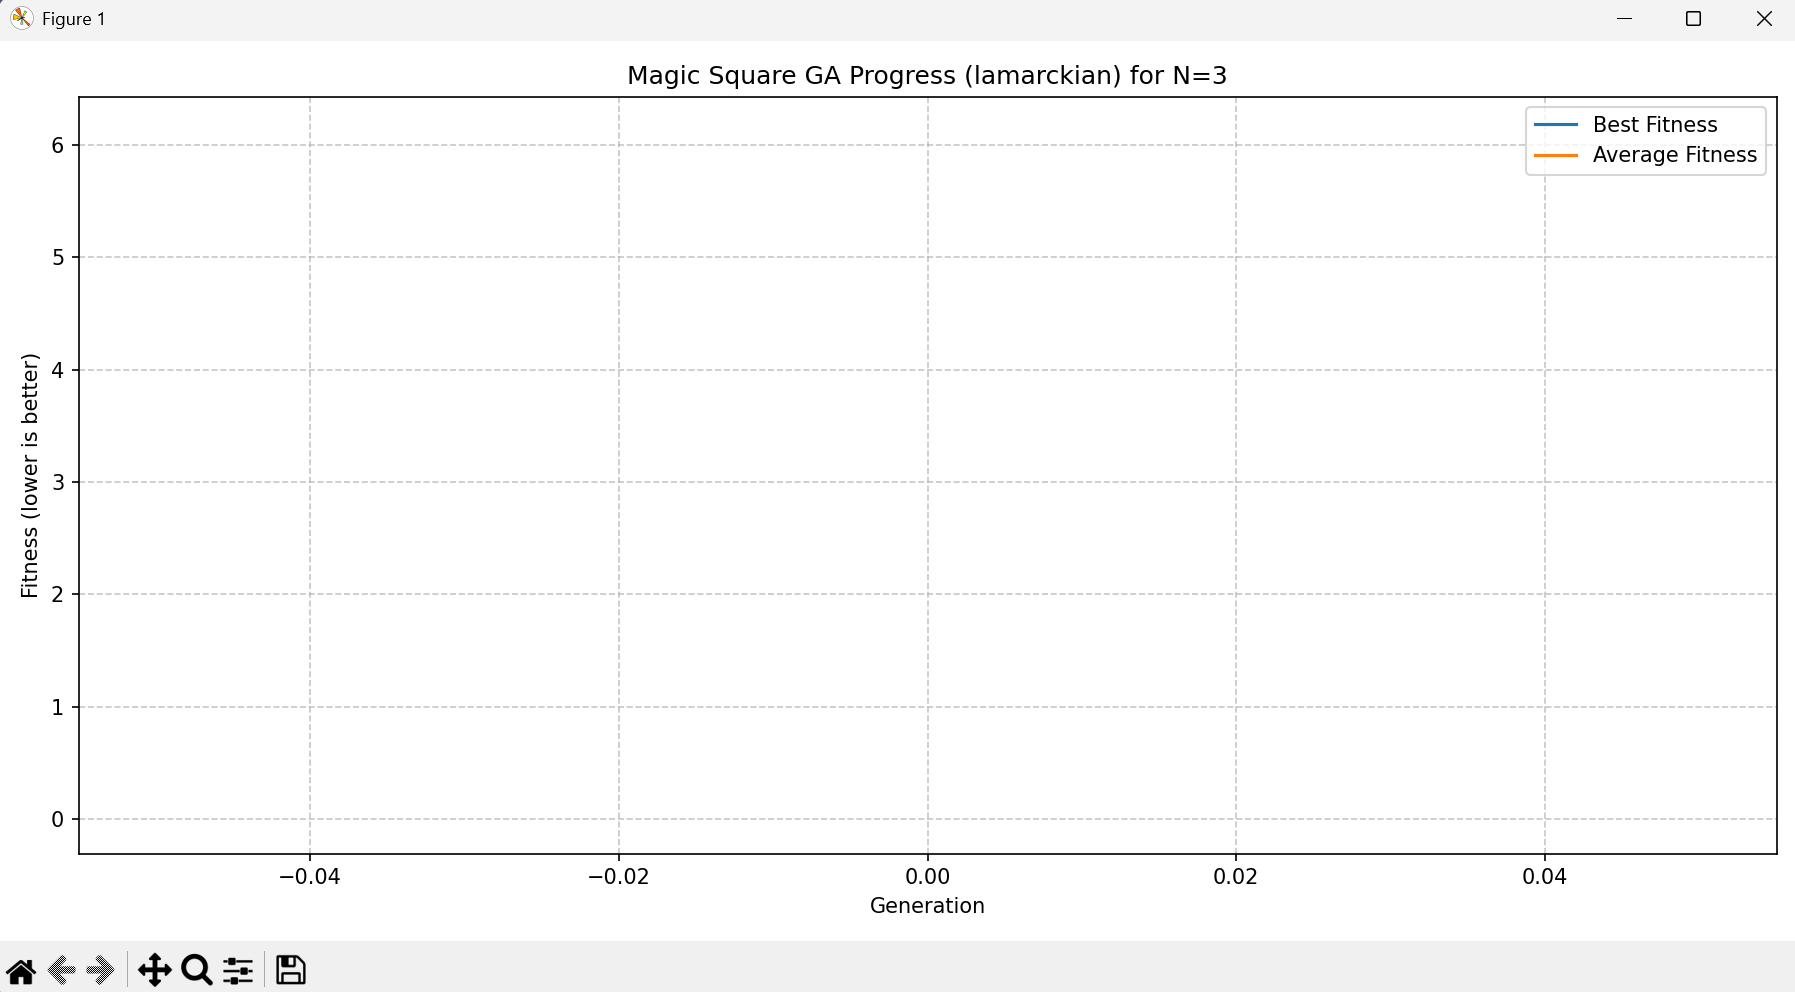 Figure 1
Magic Square GA Progress (lamarckian) for N=3
Best Fitness
Average Fitness
6
5
4
3
2
1
0
Fitness (lower is better)
−0.04
−0.02
0.00
0.02
0.04
Generation